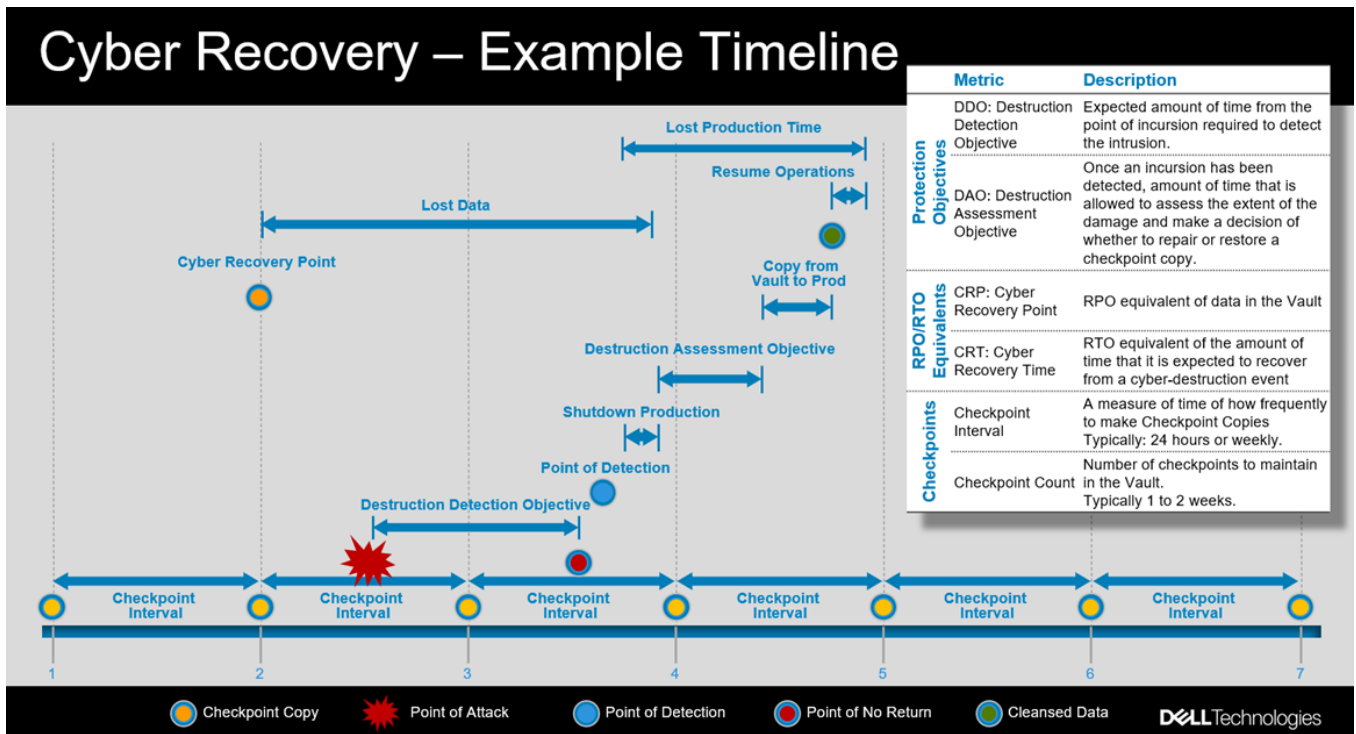 Cyber Recovery – Example Timeline
Metric
Description
Protection
Objectives
DDO: Destruction
Detection
Objective
Expected amount of time from the
point of incursion required to detect
the intrusion.
DAO: Destruction
Assessment
Objective
Once an incursion has been
detected, amount of time that is
allowed to assess the extent of the
damage and make a decision of
whether to repair or restore a
checkpoint copy.
RPO/RTO
Equivalents
CRP: Cyber
Recovery Point
RPO equivalent of data in the Vault
CRT: Cyber
Recovery Time
RTO equivalent of the amount of
time that it is expected to recover
from a cyber-destruction event
Checkpoints
Checkpoint
Interval
A measure of time of how frequently
to make Checkpoint Copies
Typically: 24 hours or weekly.
Checkpoint Count
Number of checkpoints to maintain
in the Vault.
Typically 1 to 2 weeks.
Lost Production Time
Resume Operations
Lost Data
Cyber Recovery Point
Copy from
Vault to Prod
Destruction Assessment Objective
Shutdown Production
Point of Detection
Destruction Detection Objective
Checkpoint
Interval
Checkpoint
Interval
Checkpoint
Interval
Checkpoint
Interval
Checkpoint
Interval
Checkpoint
Interval
1
2
3
4
5
6
7
Checkpoint Copy
Point of Attack
Point of Detection
Point of No Return
Cleansed Data
DELLTechnologies